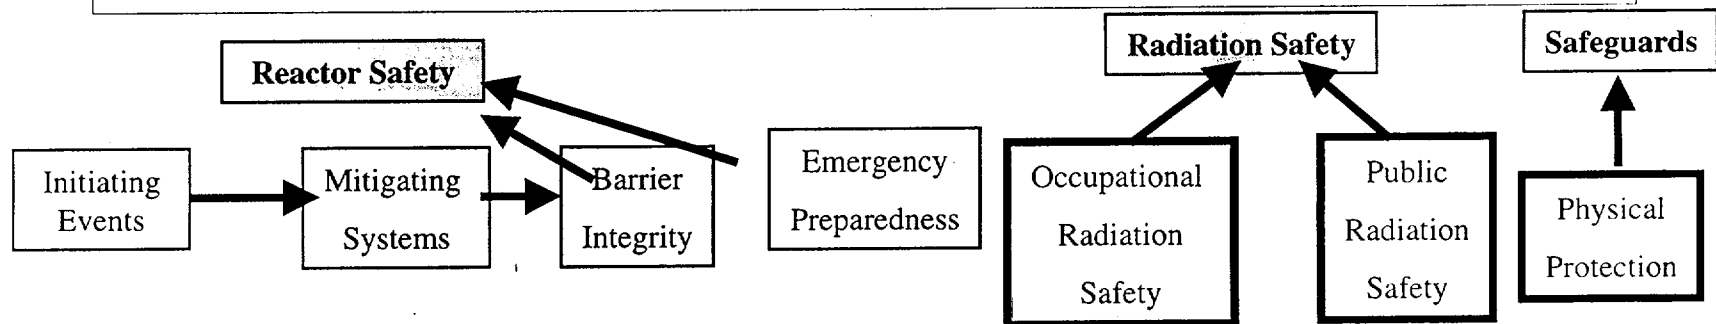 Reactor Safety
Radiation Safety
Safeguards
Initiating
Events
Mitigating
Systems
Barrier
Integrity
Emergency
Preparedness
Occupational
Radiation
Safety
Public
Radiation
Safety
Physical
Protection